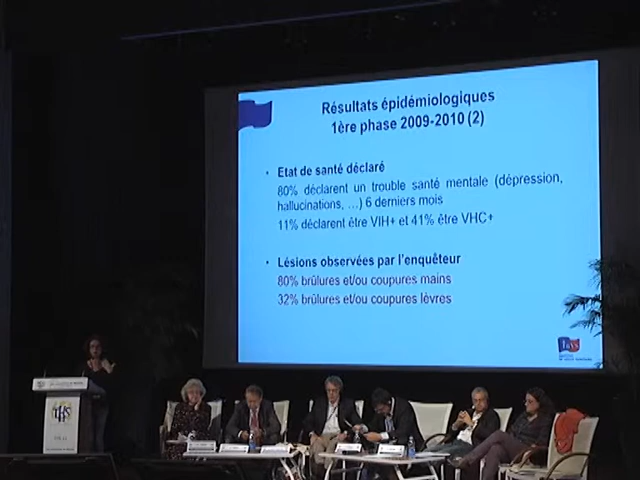 Résultats épidémiologiques
1ère phase 2009-2010 (2)
• Etat de santé déclaré
80% déclarent un trouble santé mentale (dépression,
hallucinations, …) 6 derniers mois
11% déclarent être VIH+ et 41% être VHC+
• Lésions observées par l'enquêteur
80% brûlures et/ou coupures mains
32% brûlures et/ou coupures lèvres